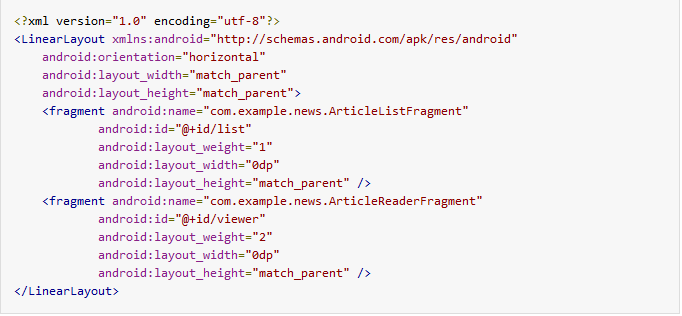 <?xml version="1.0" encoding="utf-8"?>
<LinearLayout xmlns:android="http://schemas.android.com/apk/res/android"
    android:orientation="horizontal"
    android:layout_width="match_parent"
    android:layout_height="match_parent">
    <fragment android:name="com.example.news.ArticleListFragment"
            android:id="@+id/list"
            android:layout_weight="1"
            android:layout_width="0dp"
            android:layout_height="match_parent" />
    <fragment android:name="com.example.news.ArticleReaderFragment"
            android:id="@+id/viewer"
            android:layout_weight="2"
            android:layout_width="0dp"
            android:layout_height="match_parent" />
</LinearLayout>